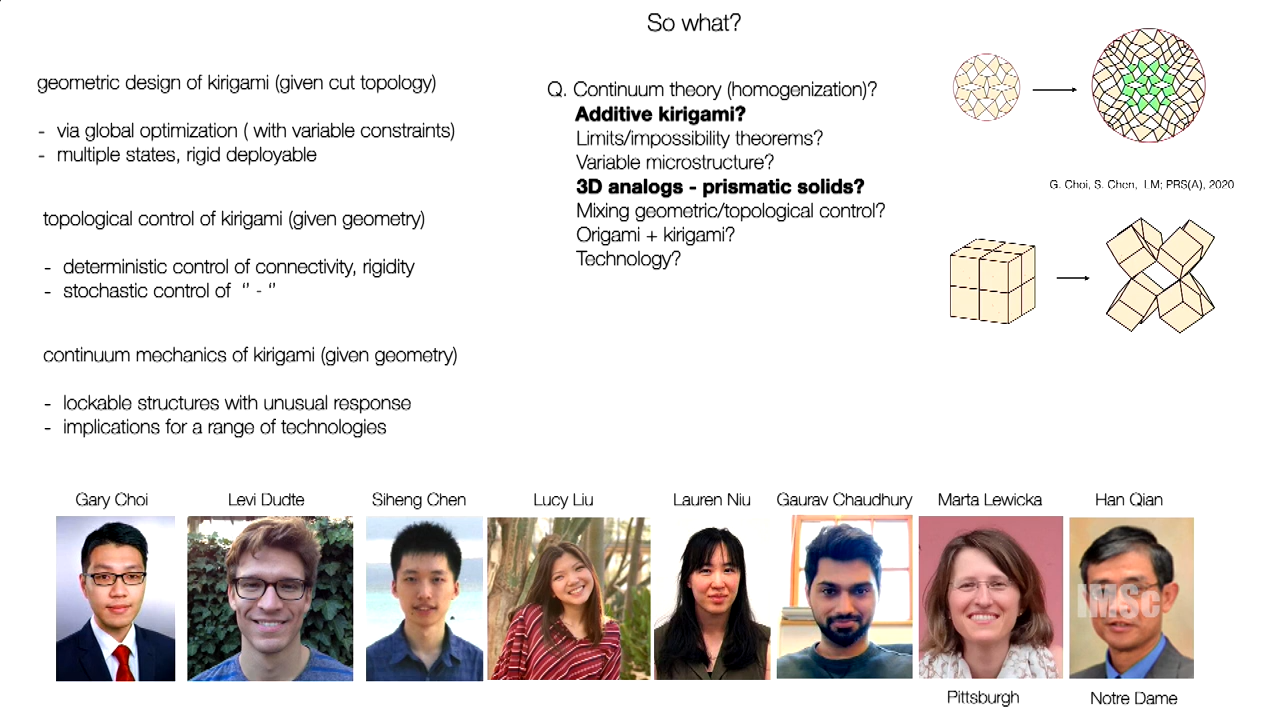 So what?
geometric design of kirigami (given cut topology)
- via global optimization ( with variable constraints)
- multiple states, rigid deployable
topological control of kirigami (given geometry)
- deterministic control of connectivity, rigidity
- stochastic control of “ - “
continuum mechanics of kirigami (given geometry)
- lockable structures with unusual response
- implications for a range of technologies
Q. Continuum theory (homogenization)?
Additive kirigami?
Limits/impossibility theorems?
Variable microstructure?
3D analogs - prismatic solids?
Mixing geometric/topological control?
Origami + kirigami?
Technology?
G. Choi, S. Chen, LM; PRS(A), 2020
Gary Choi
Levi Dudte
Siheng Chen
Lucy Liu
Lauren Niu
Gaurav Chaudhury
Marta Lewicka
Han Qian
IMSc
Pittsburgh
Notre Dame